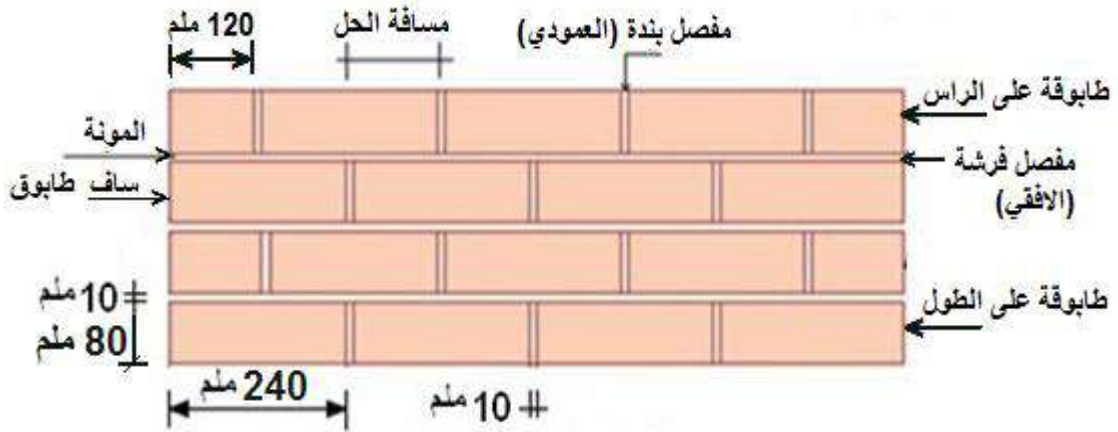 120 ملم
مسافة الحل
مفصل بندة (العمودي)
طابوقة على الراس
المونة
مفصل فرشة
(الافقي)
ساف طابوق
10 ملم
طابوقة على الطول
80 ملم
240 ملم
10 ملم